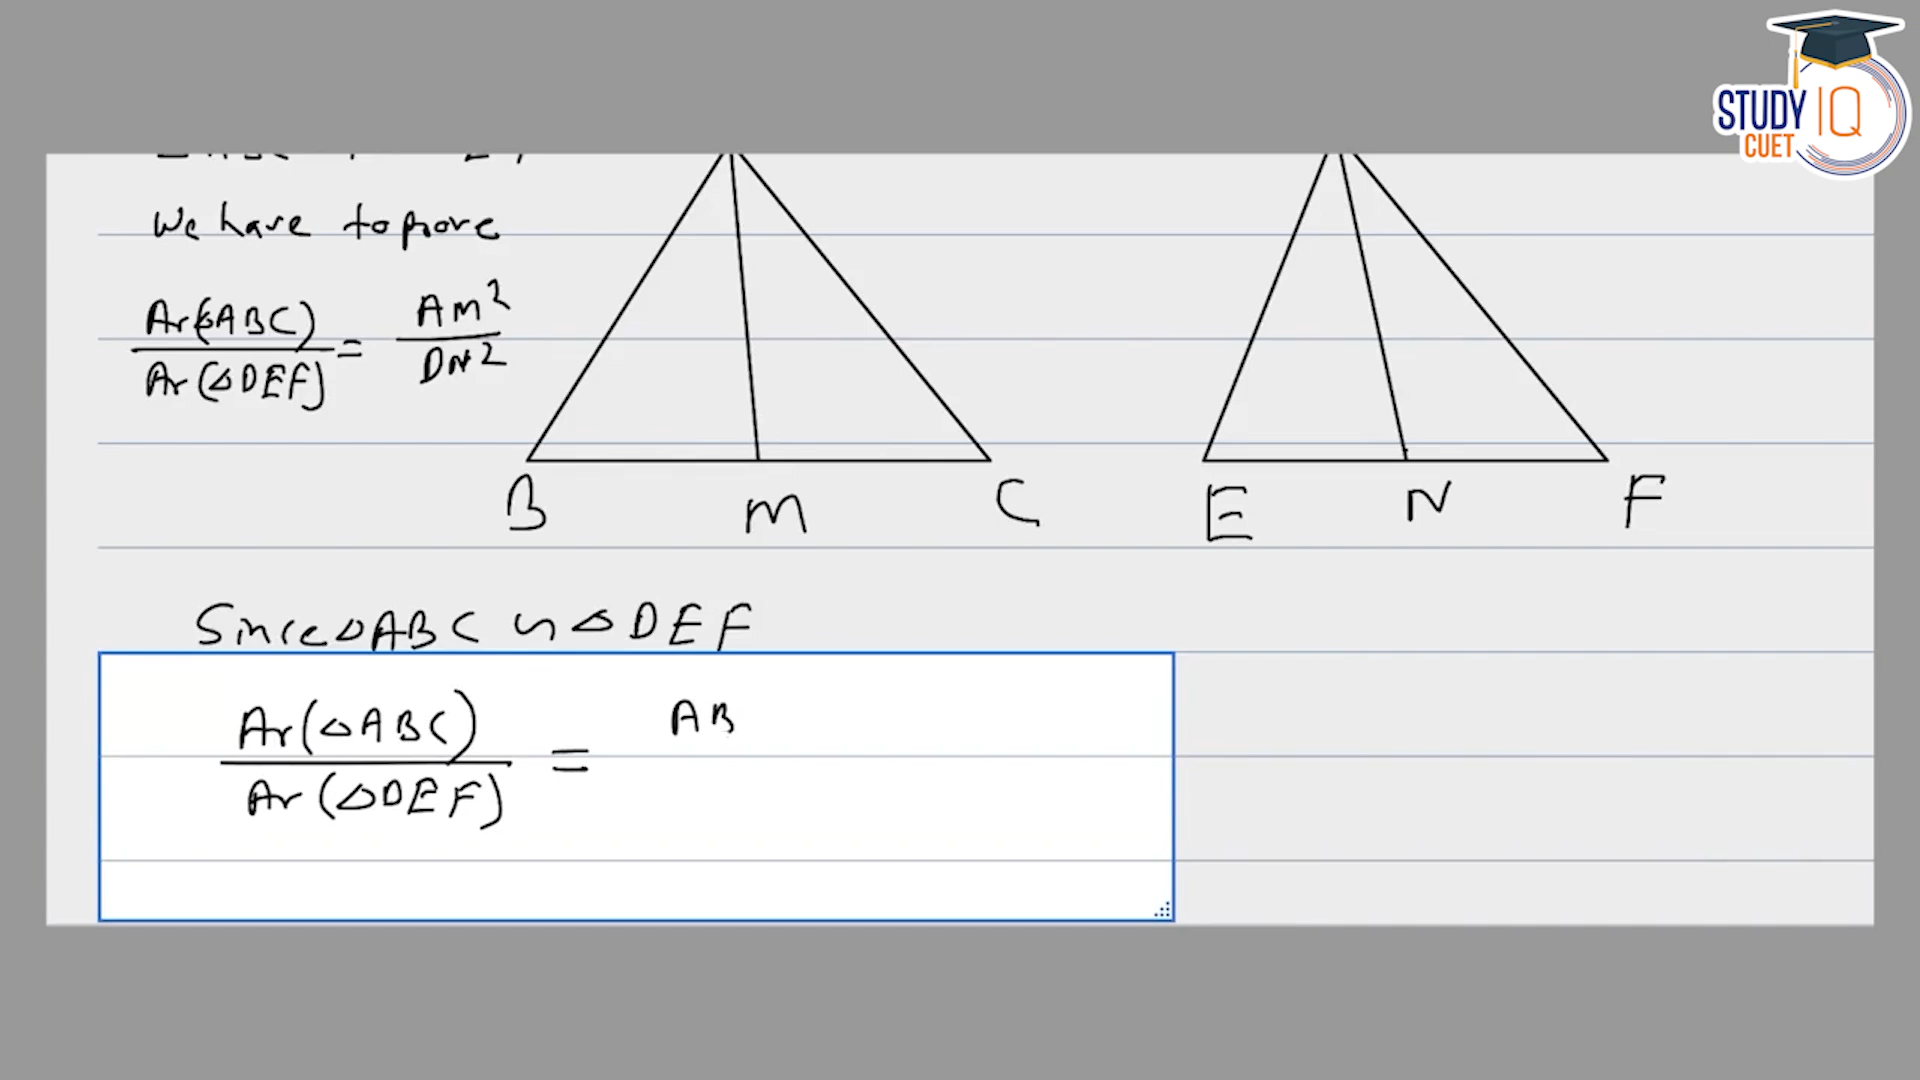 STUDY IQ
CUET
We have to prove
Ar(△ABC)
Ar(△DEF)
=
AM²
DN²
B M C E N F
Since △ABC ~ △DEF
Ar(△ABC)
Ar(△DEF)
=
AB